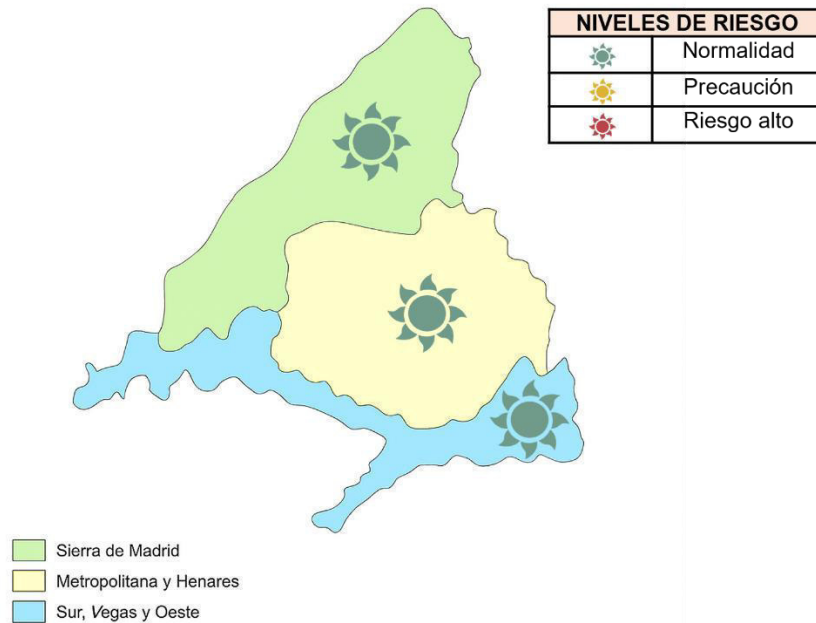 NIVELES DE RIESGO
Normalidad
Precaución
Riesgo alto
Sierra de Madrid
Metropolitana y Henares
Sur, Vegas y Oeste